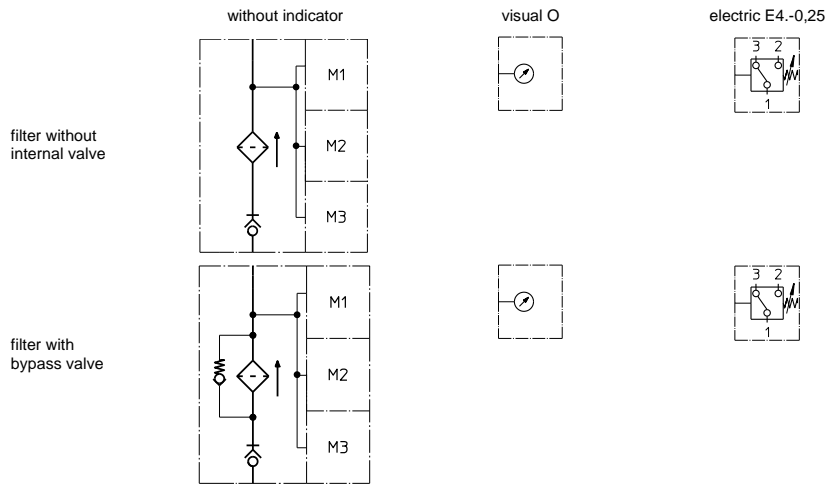 without indicator
visual O
electric E4.-0,25
filter without
internal valve
M1
M2
M3
3 2
1
filter with
bypass valve
M1
M2
M3
3 2
1